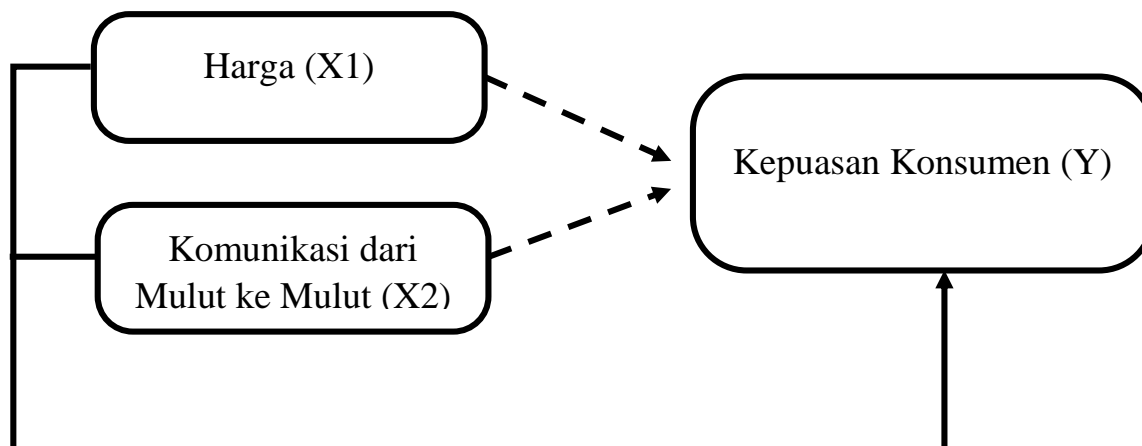 Harga (X1)
Kepuasan Konsumen (Y)
Komunikasi dari
Mulut ke Mulut (X2)